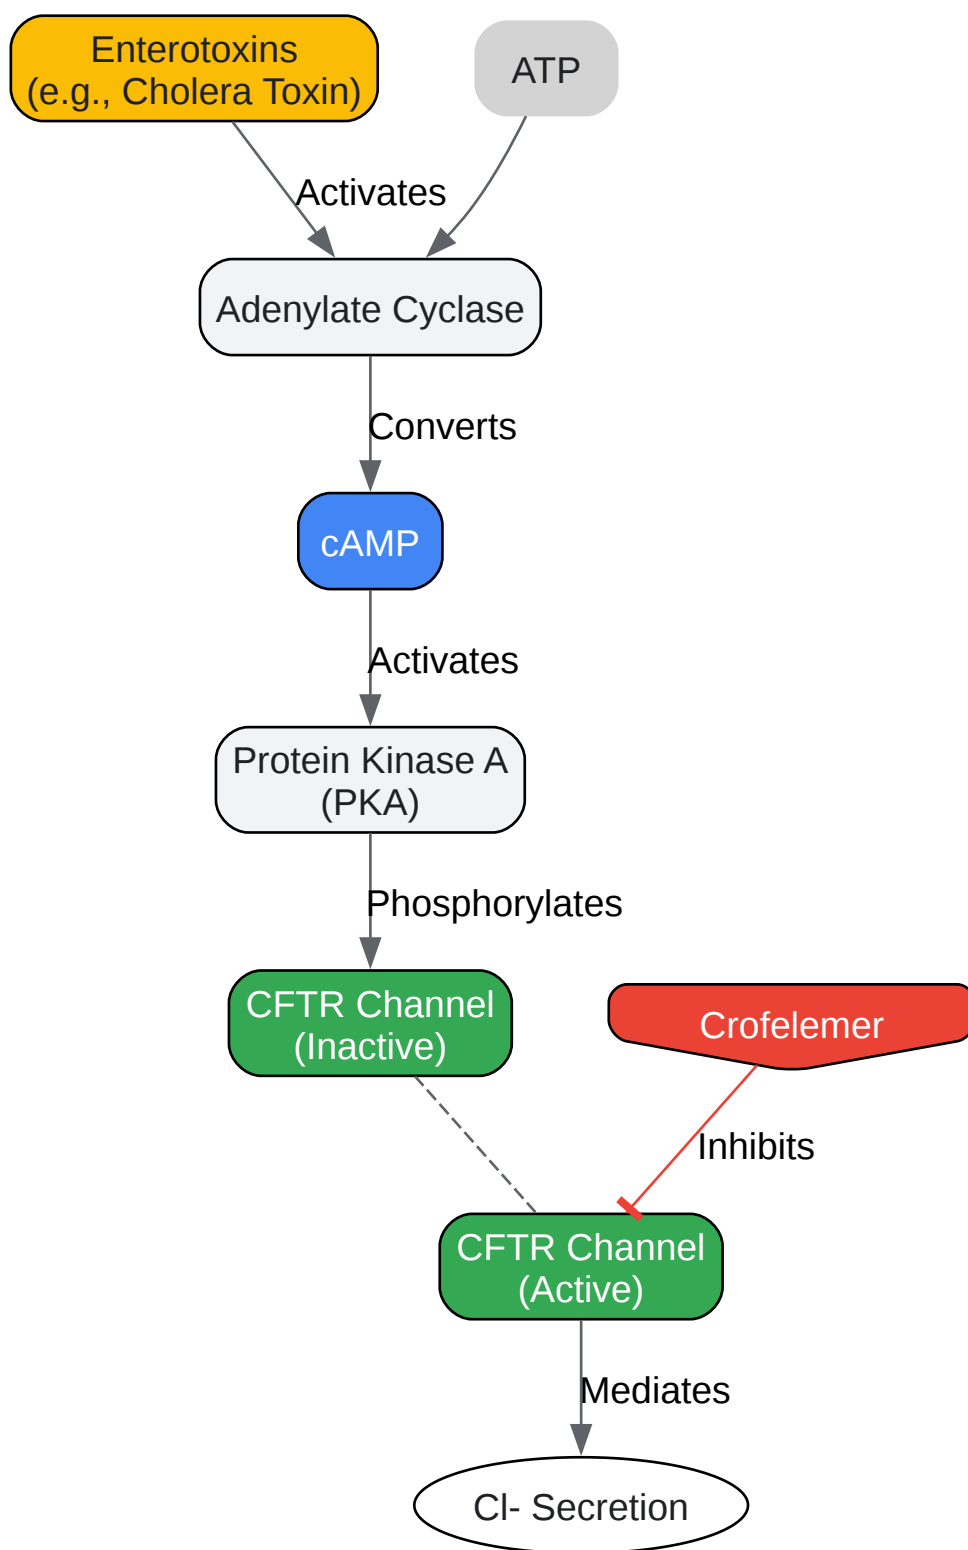 Enterotoxins
(e.g., Cholera Toxin)
ATP
Activates
Adenylate Cyclase
Converts
cAMP
Activates
Protein Kinase A
(PKA)
Phosphorylates
CFTR Channel
(Inactive)
Crofelemer
Inhibits
CFTR Channel
(Active)
Mediates
Cl- Secretion